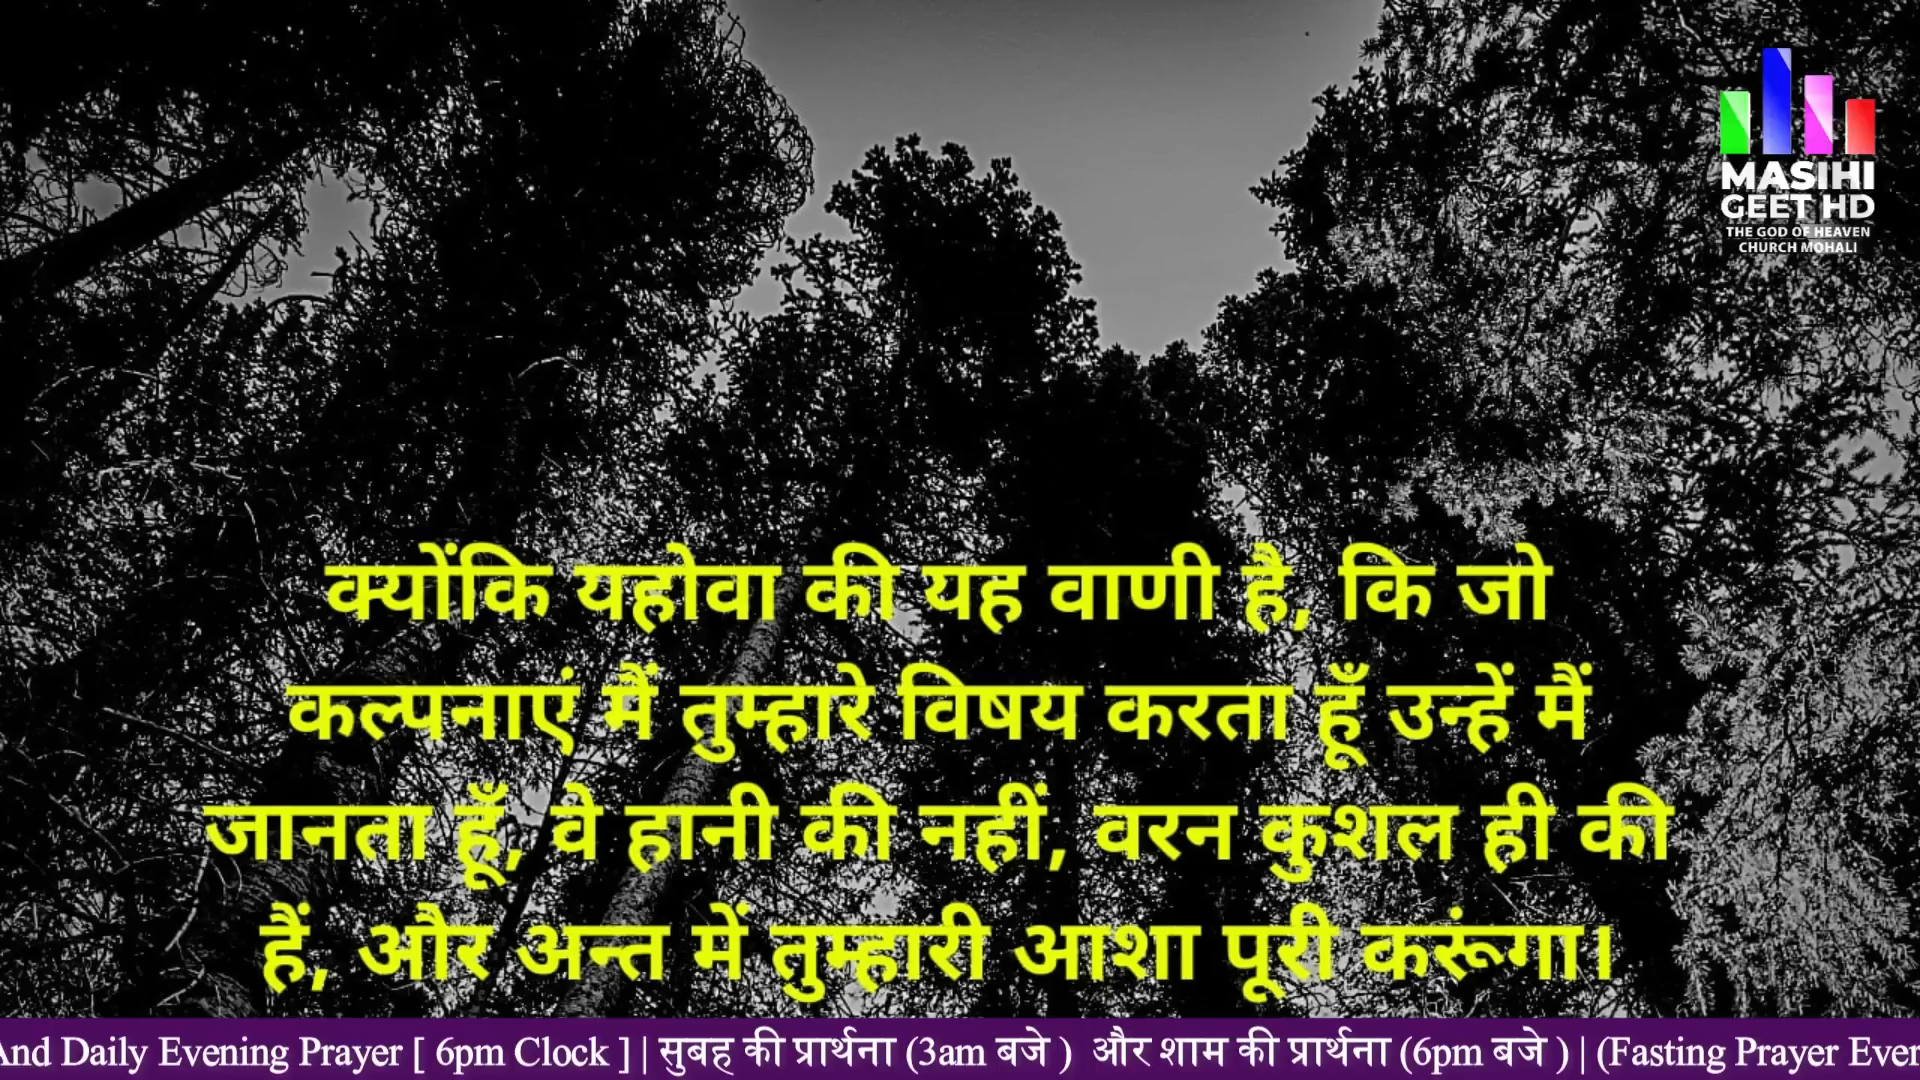 MASIHI
GEET HD
THE GOD OF HEAVEN
CHURCH MOHALI
क्योंकि यहोवा की यह वाणी है, कि जो
कल्पनाएं मैं तुम्हारे विषय करता हूँ उन्हें मैं
जानता हूँ, वे हानी की नहीं, वरन कुशल ही की
हैं, और अन्त में तुम्हारी आशा पूरी करूंगा।
And Daily Evening Prayer [ 6pm Clock ] | सुबह की प्रार्थना (3am बजे ) और शाम की प्रार्थना (6pm बजे ) | (Fasting Prayer Ever